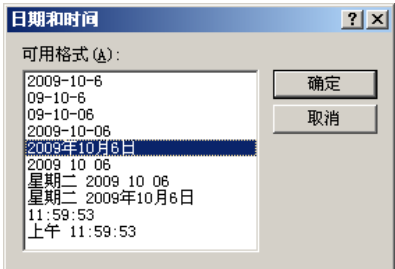 日期和时间
可用格式(A):
2009-10-6
09-10-6
09-10-06
2009-10-06
2009年10月6日
2009 10 06
星期二 2009 10 06
星期二 2009年10月6日
11:59:53
上午 11:59:53
确定
取消